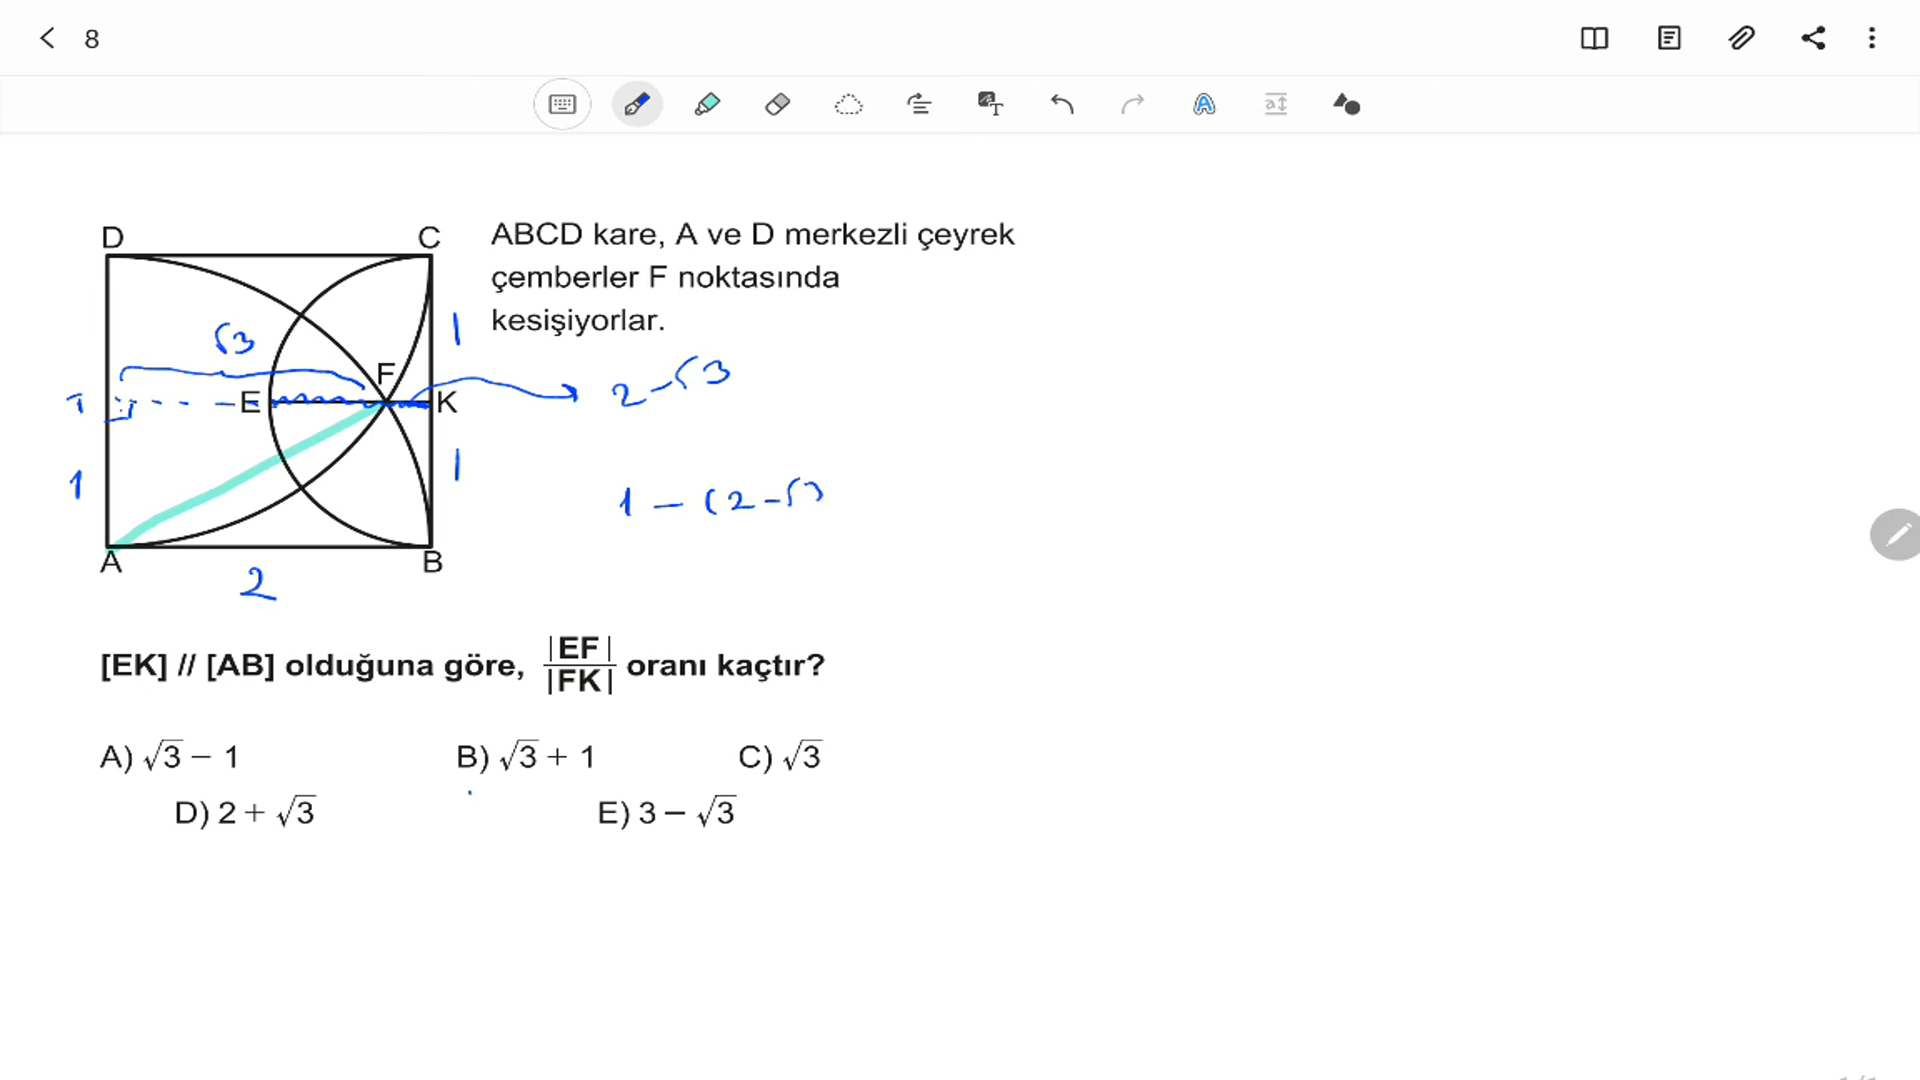 8
D
C
ABCD kare, A ve D merkezli çeyrek
çemberler F noktasında
kesişiyorlar.
√3
1
F
2-√3
E
K
1
1
1 - (2-√3
A
B
2
[EK] // [AB] olduğuna göre, |EF| / |FK| oranı kaçtır?
A) √3 − 1
B) √3 + 1
C) √3
D) 2 + √3
E) 3 − √3